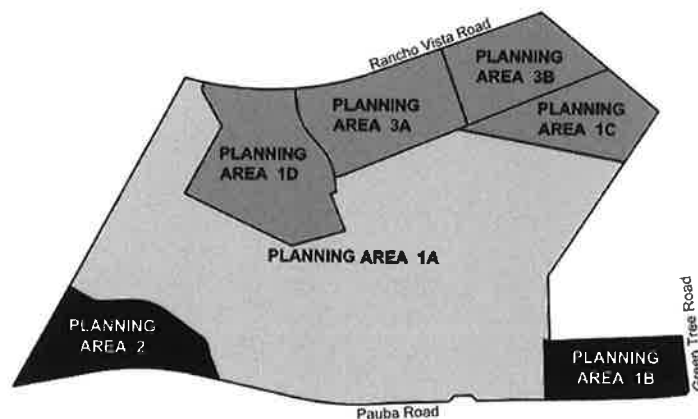 Rancho Vista Road
PLANNING
AREA 3B
PLANNING
AREA 3A
PLANNING
AREA 1C
PLANNING
AREA 1D
PLANNING AREA 1A
PLANNING
AREA 2
PLANNING
AREA 1B
Green Tree Road
Pauba Road